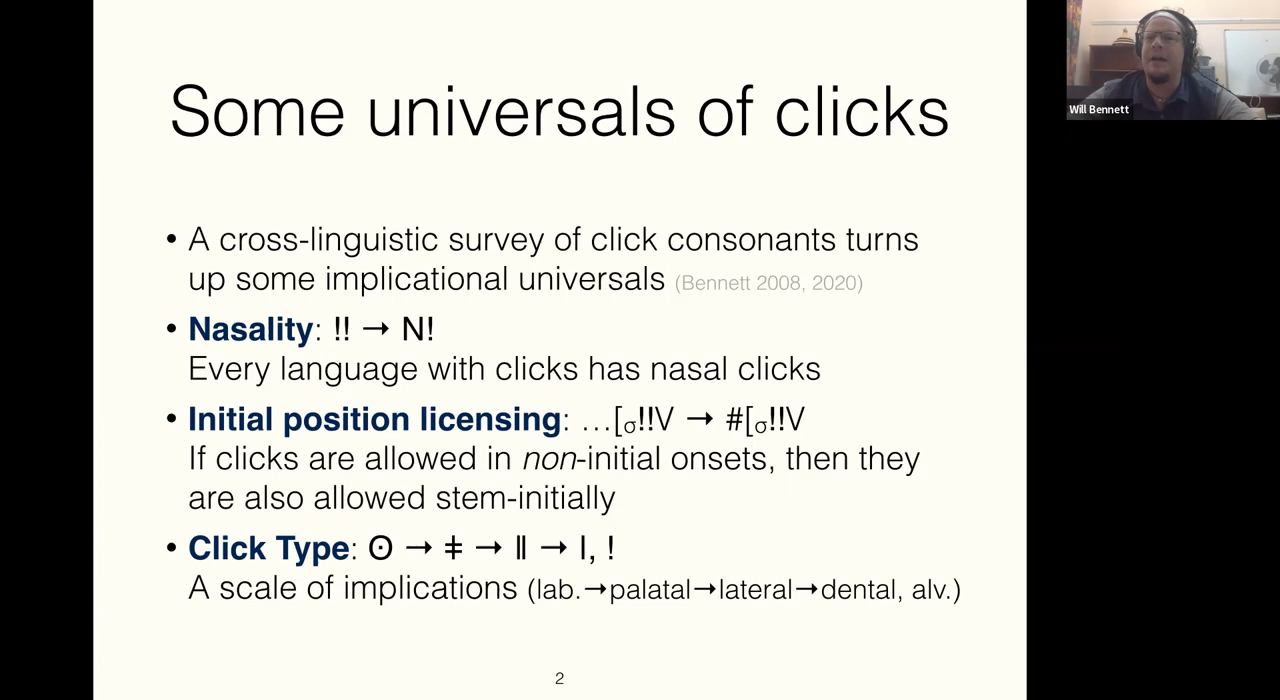 Some universals of clicks
• A cross-linguistic survey of click consonants turns
up some implicational universals (Bennett 2008, 2020)
• Nasality: !! → N!
Every language with clicks has nasal clicks
• Initial position licensing: …[σ!!V → #[σ!!V
If clicks are allowed in non-initial onsets, then they
are also allowed stem-initially
• Click Type: ʘ → ǂ → ǁ → ǀ, !
A scale of implications (lab.→palatal→lateral→dental, alv.)
2
Will Bennett